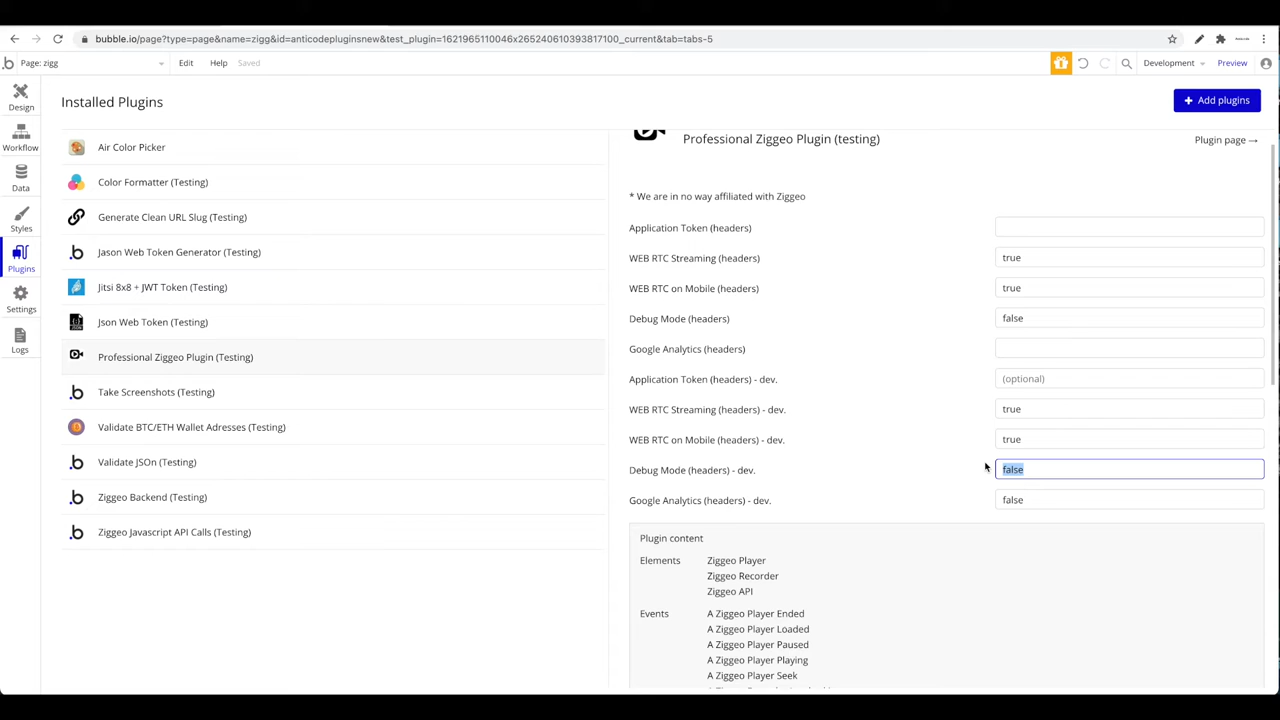 bubble.io/page?type=page&name=zigg&id=anticodepluginsnew&test_plugin=1621965110046x265240610393817100_current&tab=tabs-5
Page: zigg
Edit
Help
Saved
Development
Preview
Design
Workflow
Data
Styles
Plugins
Settings
Logs
Installed Plugins
+ Add plugins
Air Color Picker
Color Formatter (Testing)
Generate Clean URL Slug (Testing)
Jason Web Token Generator (Testing)
Jitsi 8x8 + JWT Token (Testing)
Json Web Token (Testing)
Professional Ziggeo Plugin (Testing)
Take Screenshots (Testing)
Validate BTC/ETH Wallet Adresses (Testing)
Validate JSOn (Testing)
Ziggeo Backend (Testing)
Ziggeo Javascript API Calls (Testing)
Professional Ziggeo Plugin (testing)
Plugin page →
* We are in no way affiliated with Ziggeo
Application Token (headers)
WEB RTC Streaming (headers) true
WEB RTC on Mobile (headers) true
Debug Mode (headers) false
Google Analytics (headers)
Application Token (headers) - dev. (optional)
WEB RTC Streaming (headers) - dev. true
WEB RTC on Mobile (headers) - dev. true
Debug Mode (headers) - dev. false
Google Analytics (headers) - dev. false
Plugin content
Elements Ziggeo Player
Ziggeo Recorder
Ziggeo API
Events A Ziggeo Player Ended
A Ziggeo Player Loaded
A Ziggeo Player Paused
A Ziggeo Player Playing
A Ziggeo Player Seek